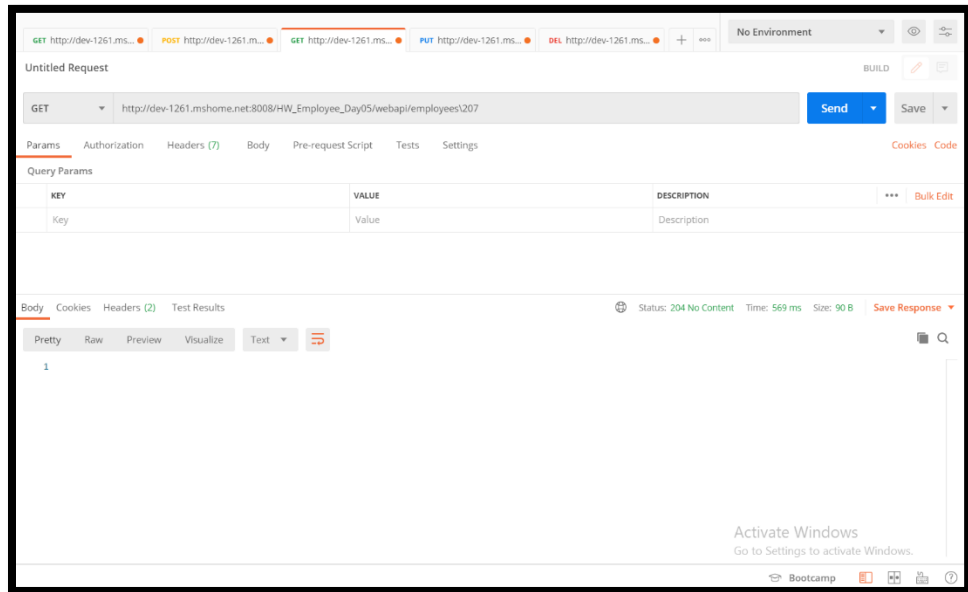 GET http://dev-1261.ms... POST http://dev-1261.m... GET http://dev-1261.ms... PUT http://dev-1261.ms... DEL http://dev-1261.ms... + ooo No Environment
Untitled Request BUILD
GET http://dev-1261.mshome.net:8008/HW_Employee_Day05/webapi/employees\207 Send Save
Params Authorization Headers (7) Body Pre-request Script Tests Settings Cookies Code
Query Params
KEY VALUE DESCRIPTION ••• Bulk Edit
Key Value Description
Body Cookies Headers (2) Test Results Status: 204 No Content Time: 569 ms Size: 90 B Save Response
Pretty Raw Preview Visualize Text
1
Activate Windows
Go to Settings to activate Windows.
Bootcamp